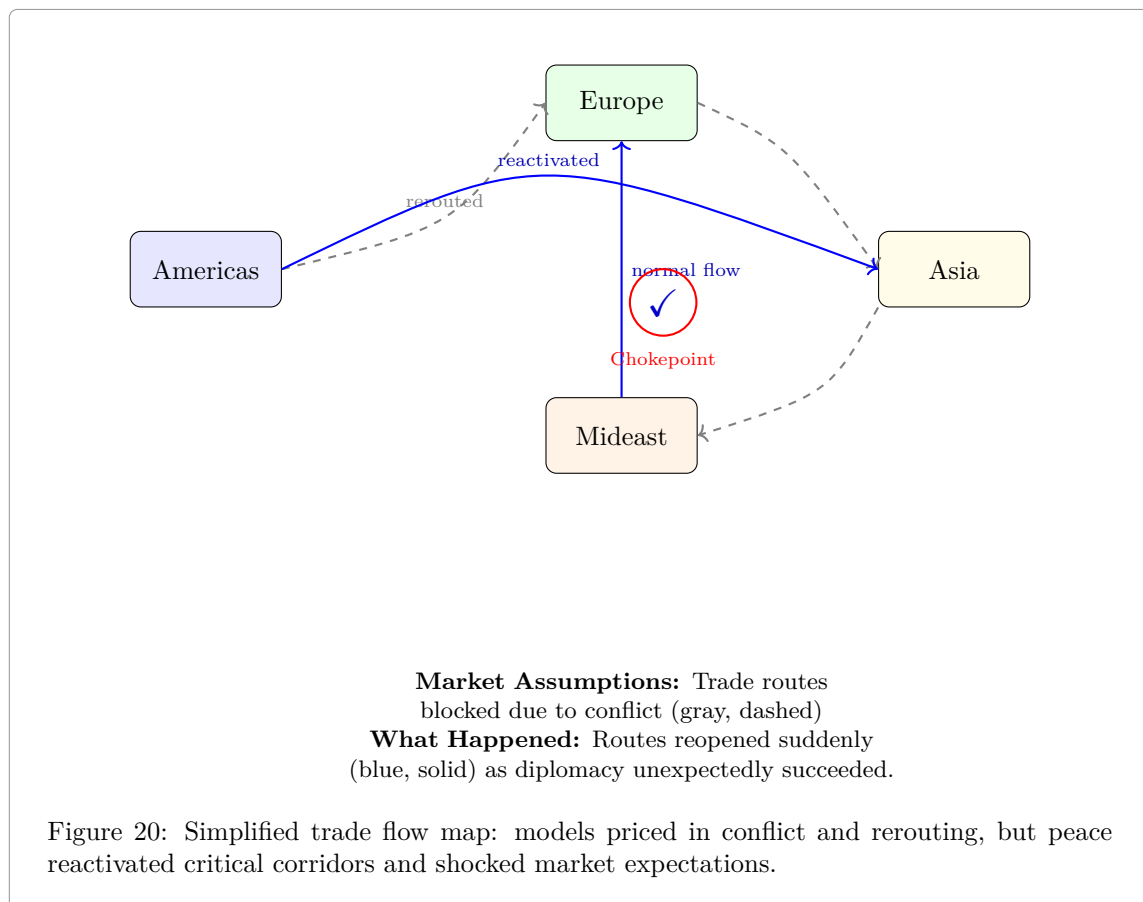 Europe
reactivated
rerouted
Americas
Asia
normal flow
✓
Chokepoint
Mideast
Market Assumptions: Trade routes
blocked due to conflict (gray, dashed)
What Happened: Routes reopened suddenly
(blue, solid) as diplomacy unexpectedly succeeded.
Figure 20: Simplified trade flow map: models priced in conflict and rerouting, but peace
reactivated critical corridors and shocked market expectations.